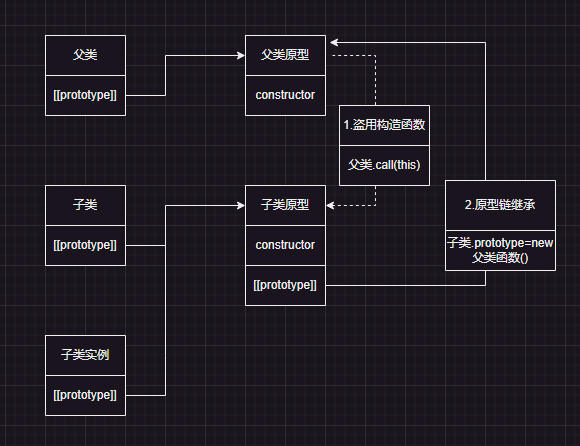 父类
[[prototype]]
父类原型
constructor
1.盗用构造函数
父类.call(this)
子类
[[prototype]]
子类原型
constructor
[[prototype]]
2.原型链继承
子类.prototype=new
父类函数()
子类实例
[[prototype]]